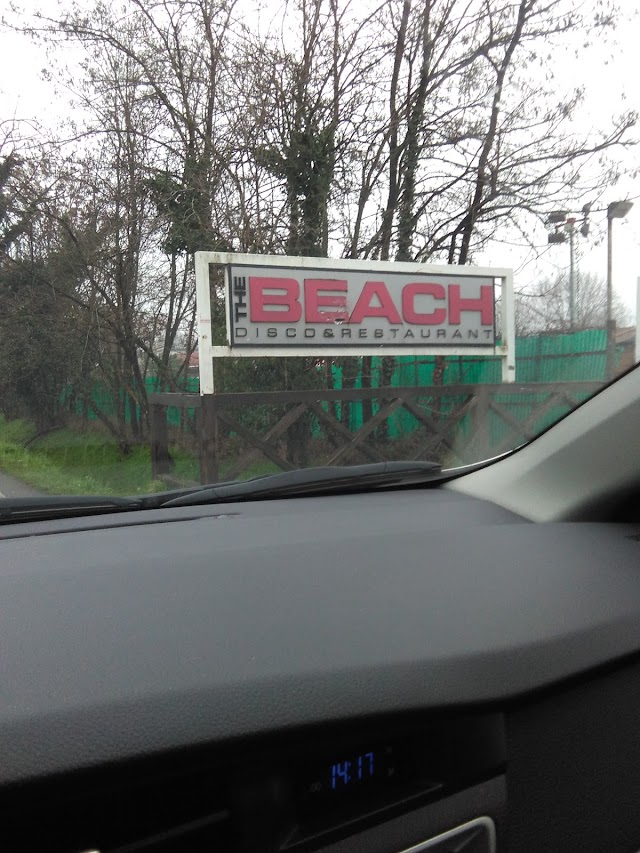 THE BEACH
DISCO&RESTAURANT
14:17